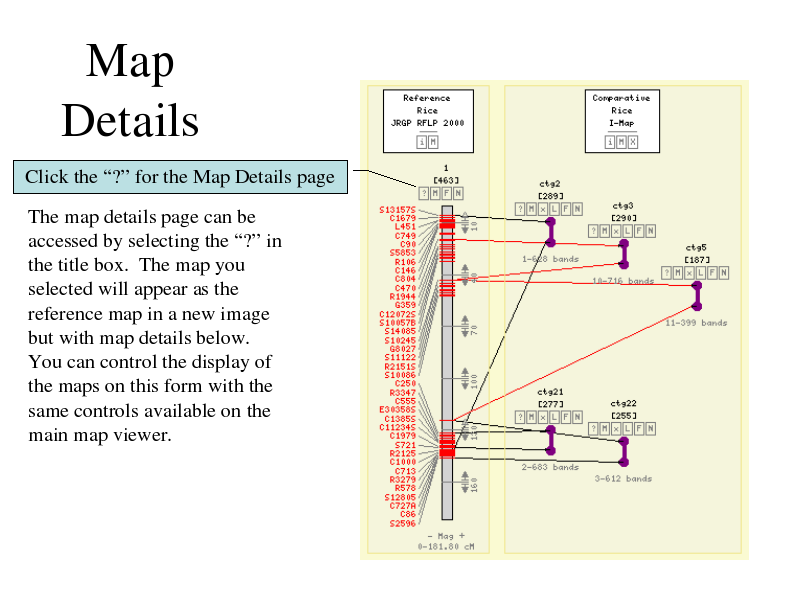 Map
Details
Click the “?” for the Map Details page
The map details page can be
accessed by selecting the “?” in
the title box.  The map you
selected will appear as the
reference map in a new image
but with map details below.
You can control the display of
the maps on this form with the
same controls available on the
main map viewer.
Reference
Rice
JRGP RFLP 2000
i M
1
[463]
? M F N
S13157S
C1679
L451
C749
C90
S5853
R106
C146
C804
C470
R1944
G359
C12072S
S10057B
S14085
S10245
G8027
S11122
R2151S
S10086
C250
R3347
C555
E30358S
C1385S
C11234S
C1979
S721
R2125
C1000
C713
R3279
R578
S12805
C727A
C86
S2596
10
70
100
160
- Mag +
0-181.80 cM
Comparative
Rice
I-Map
i M X
ctg2
[289]
? M x L F N
1-628 bands
ctg3
[290]
? M x L F N
10-716 bands
ctg5
[187]
? M x L F N
11-399 bands
ctg21
[277]
? M x L F N
2-683 bands
ctg22
[255]
? M x L F N
3-612 bands